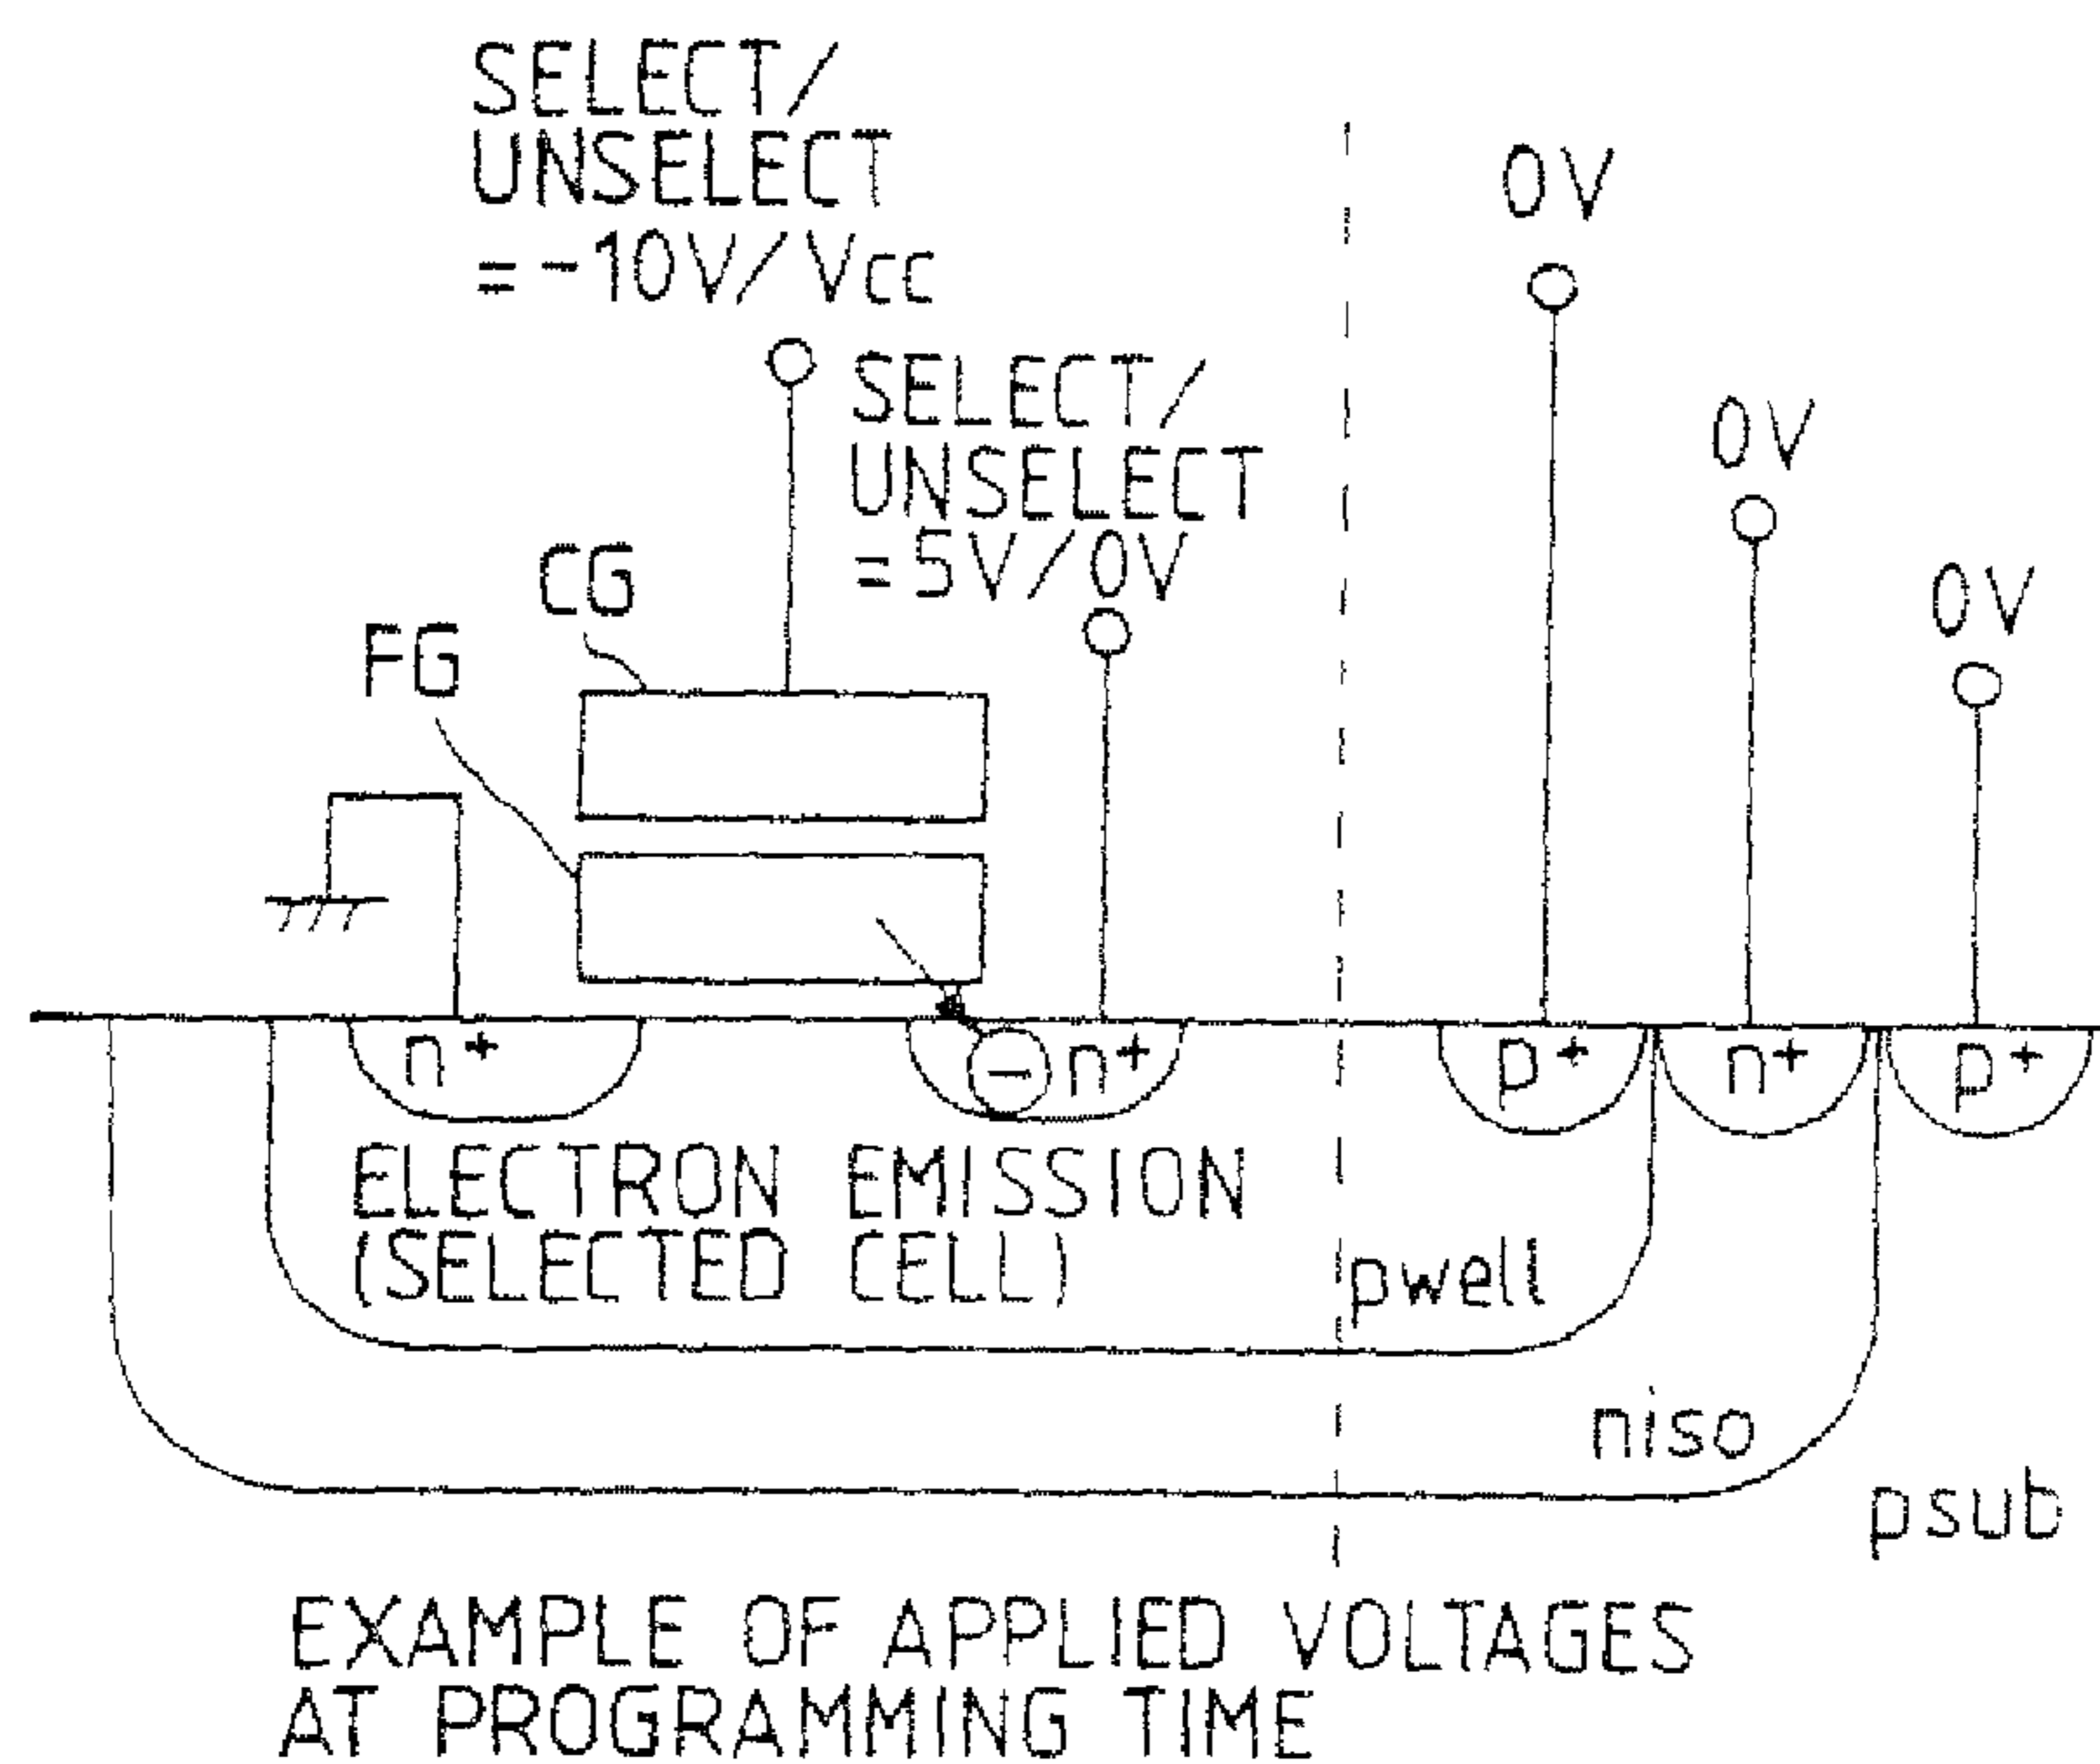 SELECT/
UNSELECT
=-10V/Vcc
0V
SELECT/
UNSELECT
=5V/0V
0V
CG
0V
FG
n+
- n+
p+
n+
p+
ELECTRON EMISSION
(SELECTED CELL)
pwell
niso
psub
EXAMPLE OF APPLIED VOLTAGES
AT PROGRAMMING TIME